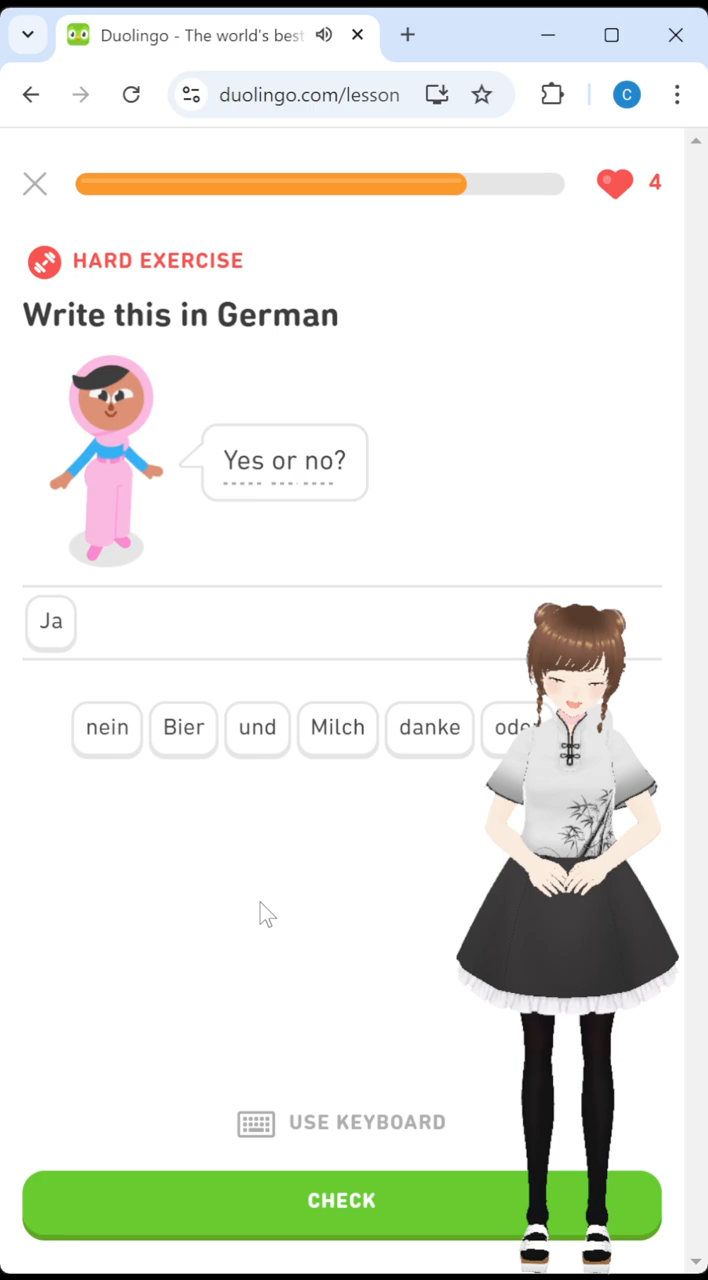 Duolingo - The world's best
duolingo.com/lesson
C
4
HARD EXERCISE
Write this in German
Yes or no?
Ja
nein Bier und Milch danke
USE KEYBOARD
CHECK